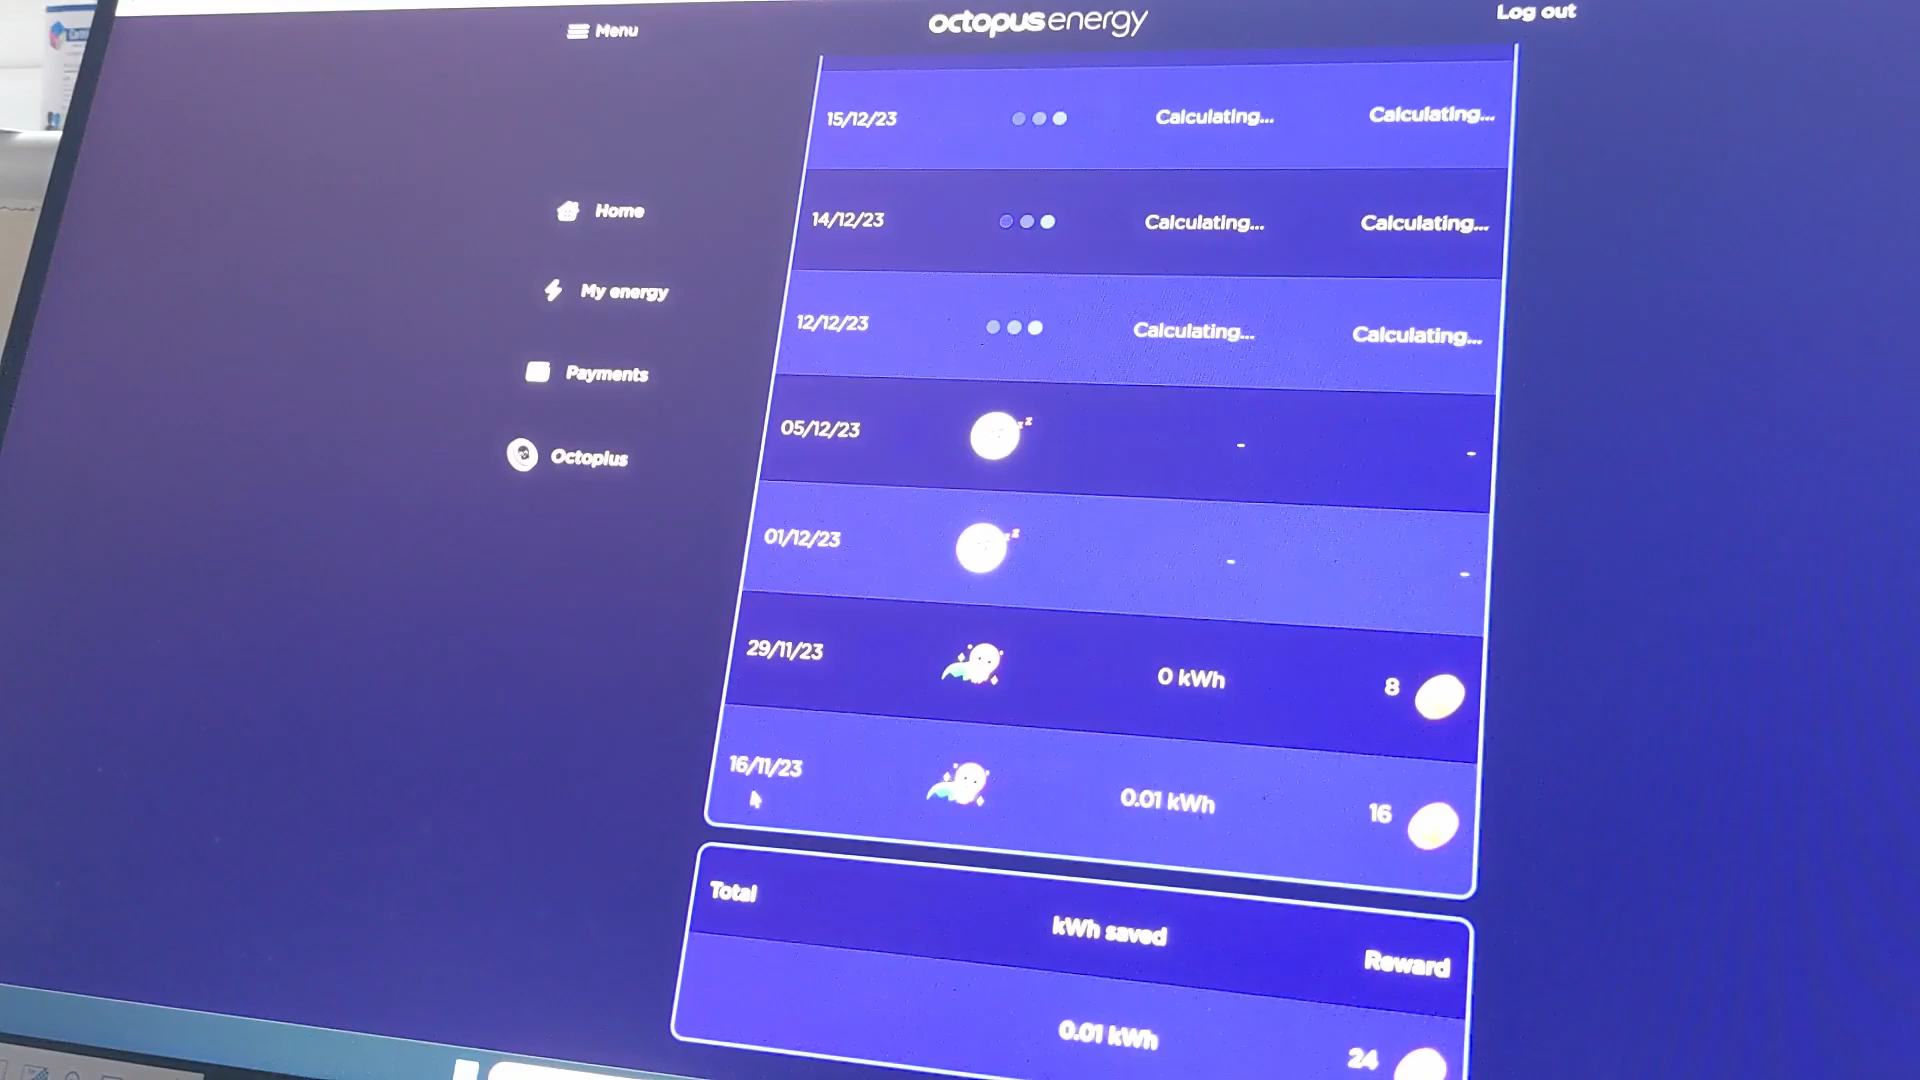 Menu
octopusenergy
Log out
Home
My energy
Payments
Octoplus
15/12/23 Calculating... Calculating...
14/12/23 Calculating... Calculating...
12/12/23 Calculating... Calculating...
05/12/23 - -
01/12/23 - -
29/11/23 0 kWh 8
16/11/23 0.01 kWh 16
Total kWh saved Reward
0.01 kWh 24